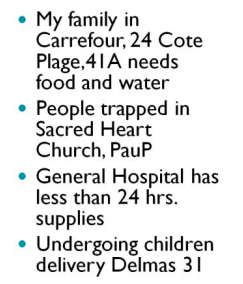 • My family in
Carrefour, 24 Cote
Plage,41A needs
food and water
• People trapped in
Sacred Heart
Church, PauP
• General Hospital has
less than 24 hrs.
supplies
• Undergoing children
delivery Delmas 31